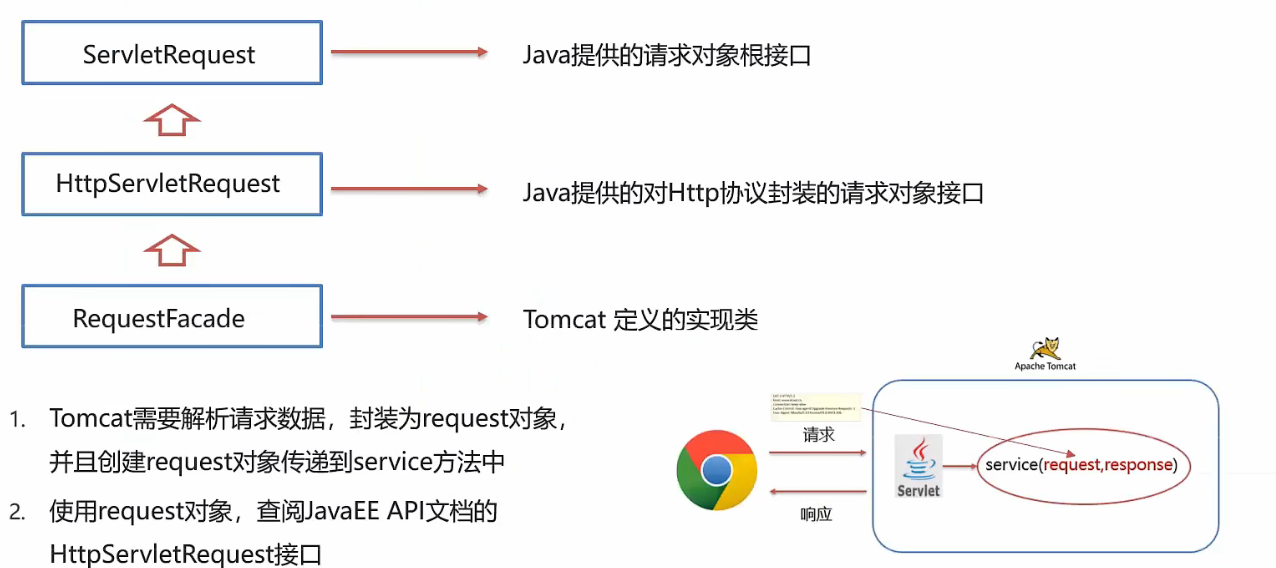 ServletRequest
Java提供的请求对象根接口
HttpServletRequest
Java提供的对Http协议封装的请求对象接口
RequestFacade
Tomcat 定义的实现类
Apache Tomcat
1. Tomcat需要解析请求数据，封装为request对象，
并且创建request对象传递到service方法中
2. 使用request对象，查阅JavaEE API文档的
HttpServletRequest接口
请求
响应
Servlet
service(request,response)